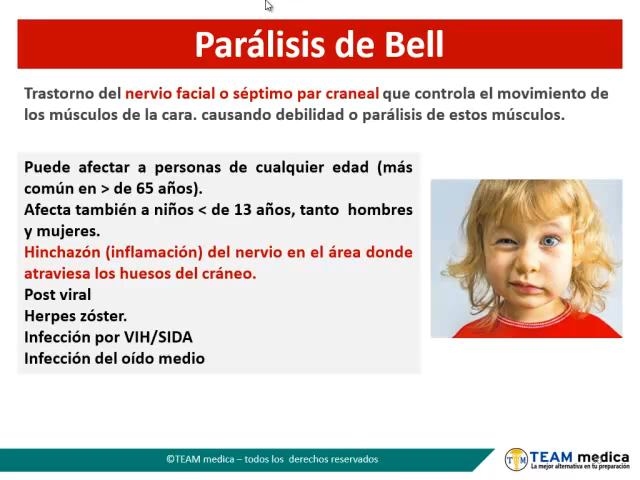 Parálisis de Bell
Trastorno del nervio facial o séptimo par craneal que controla el movimiento de
los músculos de la cara. causando debilidad o parálisis de estos músculos.
Puede afectar a personas de cualquier edad (más
común en > de 65 años).
Afecta también a niños < de 13 años, tanto hombres
y mujeres.
Hinchazón (inflamación) del nervio en el área donde
atraviesa los huesos del cráneo.
Post viral
Herpes zóster.
Infección por VIH/SIDA
Infección del oído medio
©TEAM medica – todos los derechos reservados
TEAM medica
La mejor alternativa en tu preparación